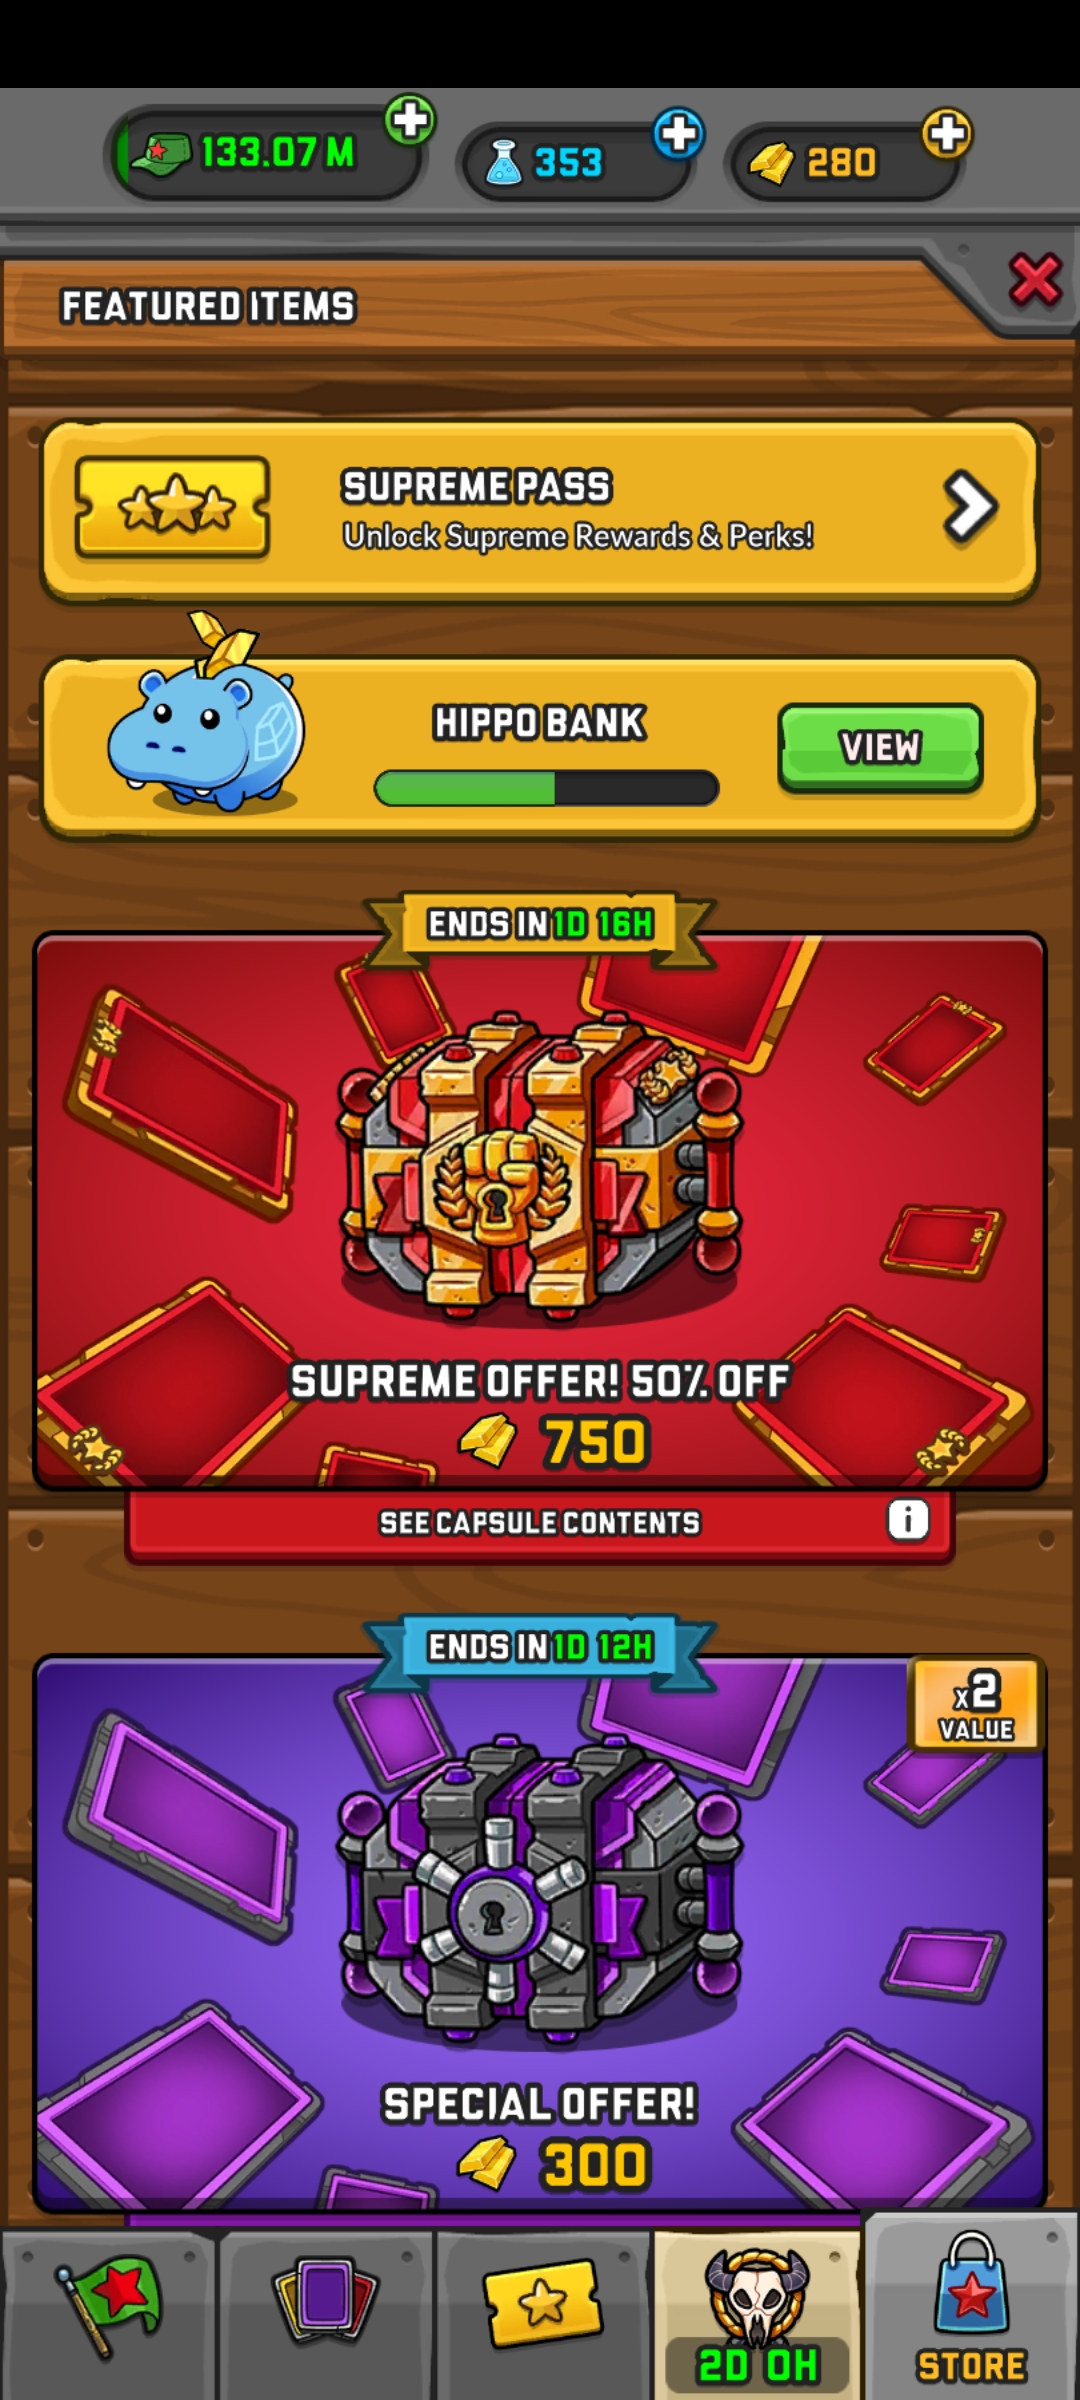 133.07 M
353
280
FEATURED ITEMS
SUPREME PASS
Unlock Supreme Rewards & Perks!
HIPPO BANK
VIEW
ENDS IN 1D 16H
SUPREME OFFER! 50% OFF
750
SEE CAPSULE CONTENTS
i
ENDS IN 1D 12H
x2
VALUE
SPECIAL OFFER!
300
2D 0H
STORE